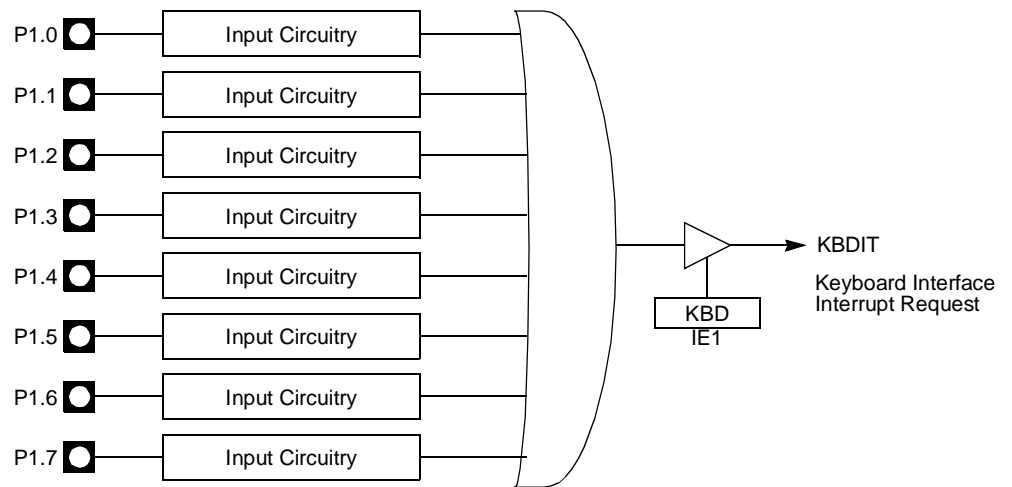 P1.0 Input Circuitry
P1.1 Input Circuitry
P1.2 Input Circuitry
P1.3 Input Circuitry
P1.4 Input Circuitry
P1.5 Input Circuitry
P1.6 Input Circuitry
P1.7 Input Circuitry
KBDIT
Keyboard Interface
Interrupt Request
KBD
IE1